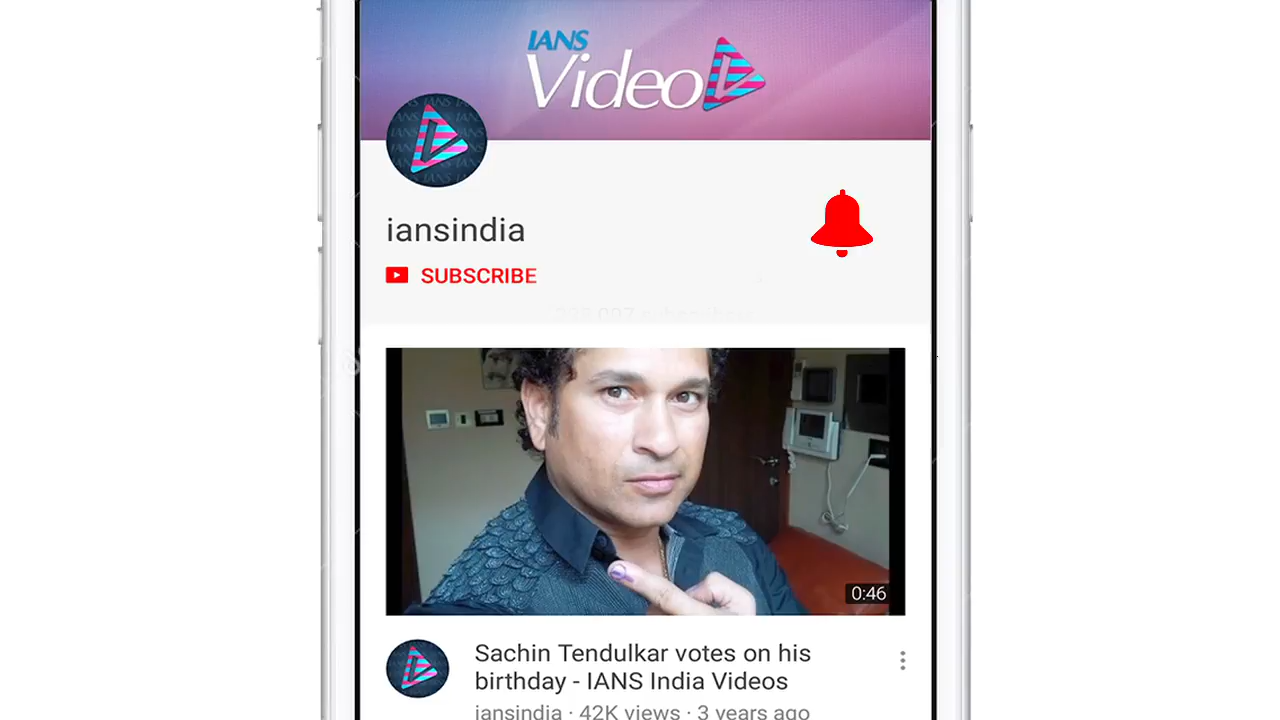 IANS
Video
iansindia
SUBSCRIBE
0:46
Sachin Tendulkar votes on his
birthday - IANS India Videos
iansindia · 42K views · 3 years ago